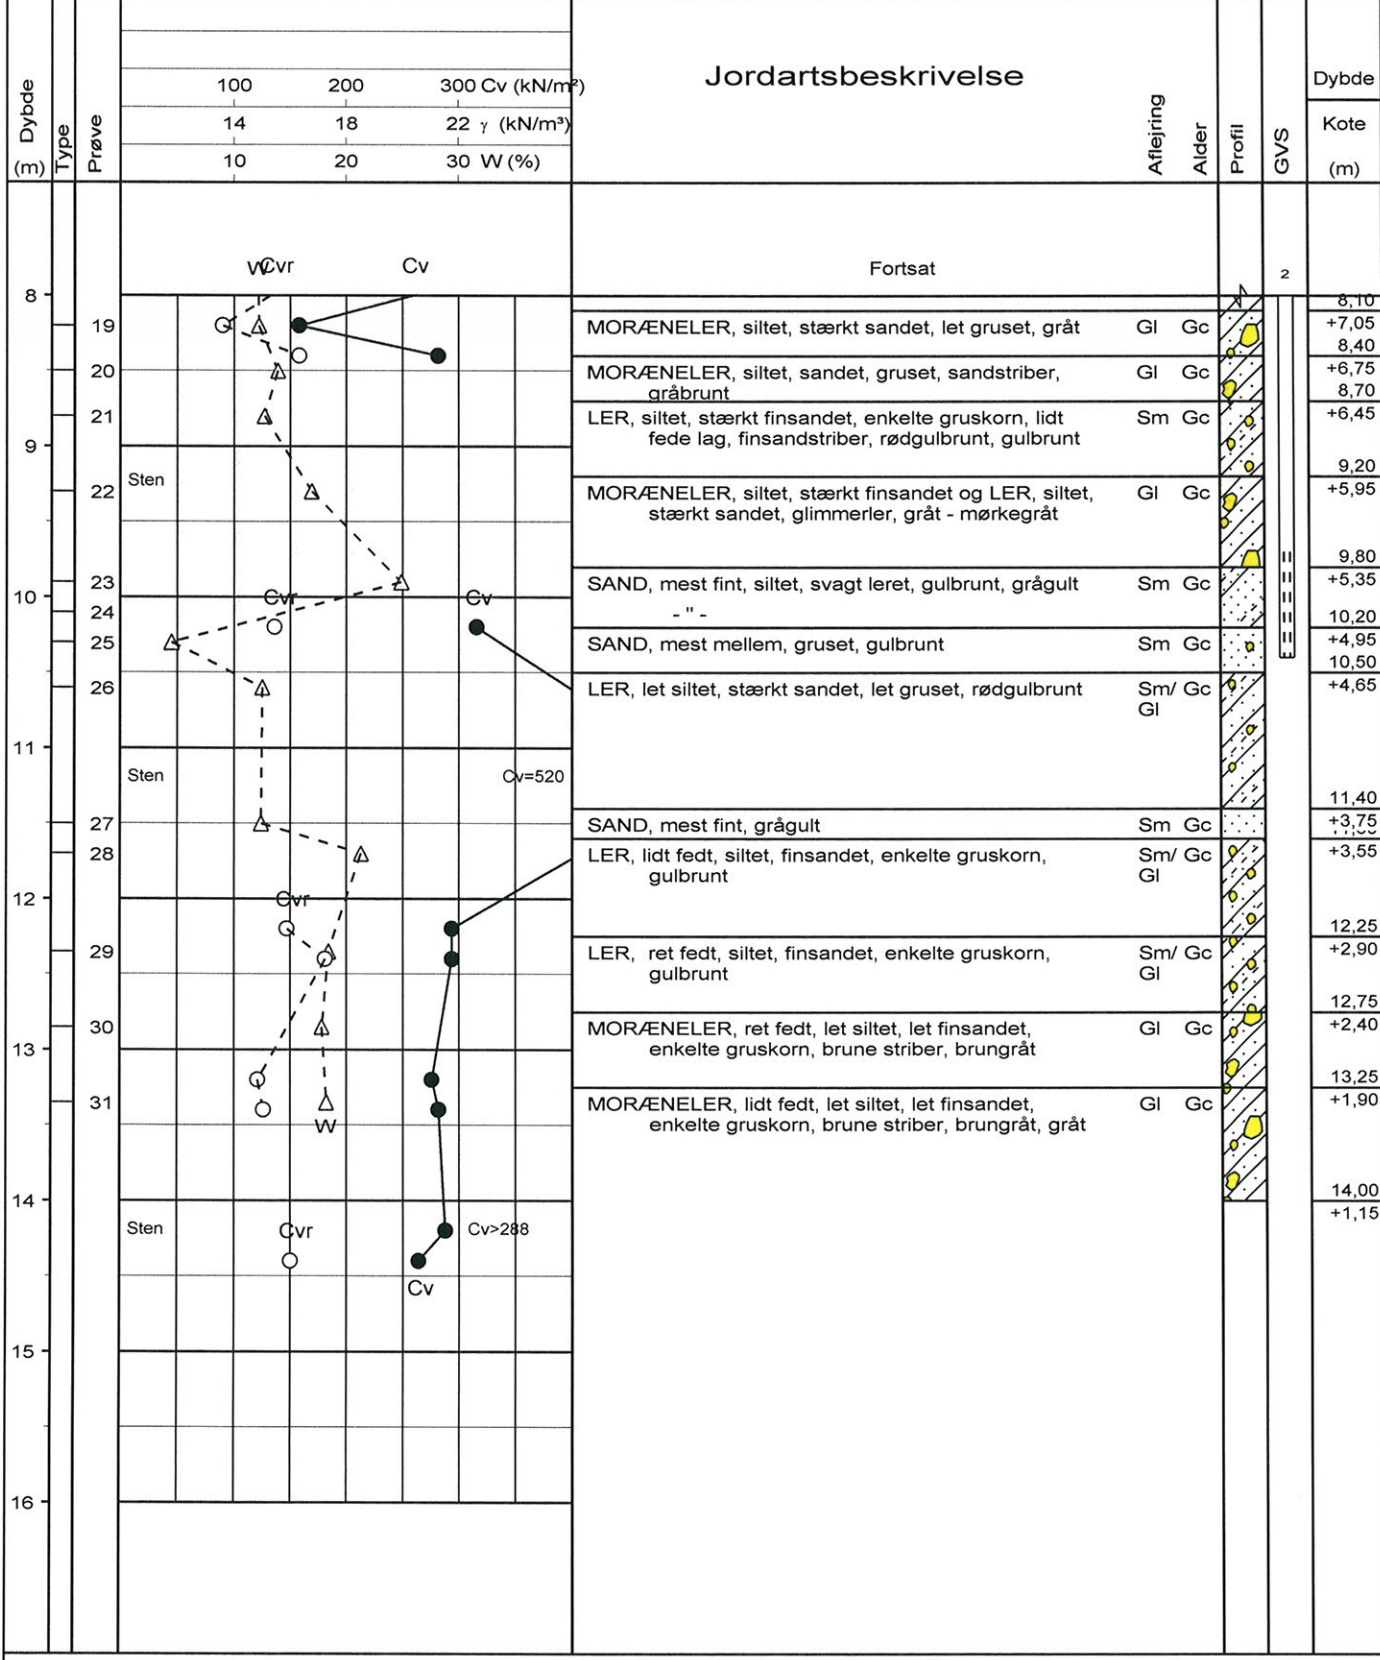 Jordartsbeskrivelse
Dybde
(m)
Type
Prøve
100 200 300 Cv (kN/m²)
14 18 22 γ (kN/m³)
10 20 30 W (%)
Aflejring
Alder
Profil
GVS
Dybde
Kote
(m)
W Cvr Cv
Fortsat
2
8
8,10
19 MORÆNELER, siltet, stærkt sandet, let gruset, gråt Gl Gc +7,05
8,40
20 MORÆNELER, siltet, sandet, gruset, sandstriber, Gl Gc +6,75
gråbrunt
8,70
21 LER, siltet, stærkt finsandet, enkelte gruskorn, lidt Sm Gc +6,45
fede lag, finsandstriber, rødgulbrunt, gulbrunt
9
9,20
Sten
22 MORÆNELER, siltet, stærkt finsandet og LER, siltet, Gl Gc +5,95
stærkt sandet, glimmerler, gråt - mørkegråt
9,80
23 SAND, mest fint, siltet, svagt leret, gulbrunt, grågult Sm Gc +5,35
10 Cvr Cv
24 - " -
10,20
25 SAND, mest mellem, gruset, gulbrunt Sm Gc +4,95
10,50
26 LER, let siltet, stærkt sandet, let gruset, rødgulbrunt Sm/ Gc +4,65
Gl
11
Sten Cv=520
11,40
27 SAND, mest fint, grågult Sm Gc +3,75
28 LER, lidt fedt, siltet, finsandet, enkelte gruskorn, Sm/ Gc +3,55
gulbrunt Gl
12 Cvr
12,25
29 LER, ret fedt, siltet, finsandet, enkelte gruskorn, Sm/ Gc +2,90
gulbrunt Gl
12,75
30 MORÆNELER, ret fedt, let siltet, let finsandet, Gl Gc +2,40
enkelte gruskorn, brune striber, brungråt
13
13,25
31 MORÆNELER, lidt fedt, let siltet, let finsandet, Gl Gc +1,90
enkelte gruskorn, brune striber, brungråt, gråt
W
14
14,00
+1,15
Sten Cvr Cv>288
Cv
15
16